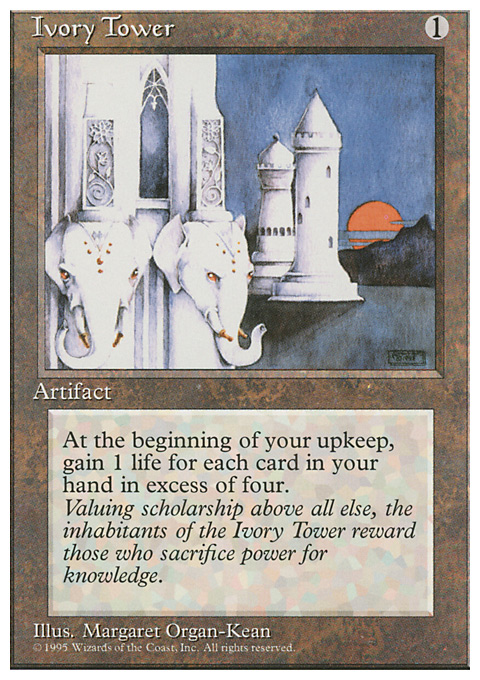 Ivory Tower 1
Artifact
At the beginning of your upkeep,
gain 1 life for each card in your
hand in excess of four.
Valuing scholarship above all else, the
inhabitants of the Ivory Tower reward
those who sacrifice power for
knowledge.
Illus. Margaret Organ-Kean
© 1995 Wizards of the Coast, Inc. All rights reserved.